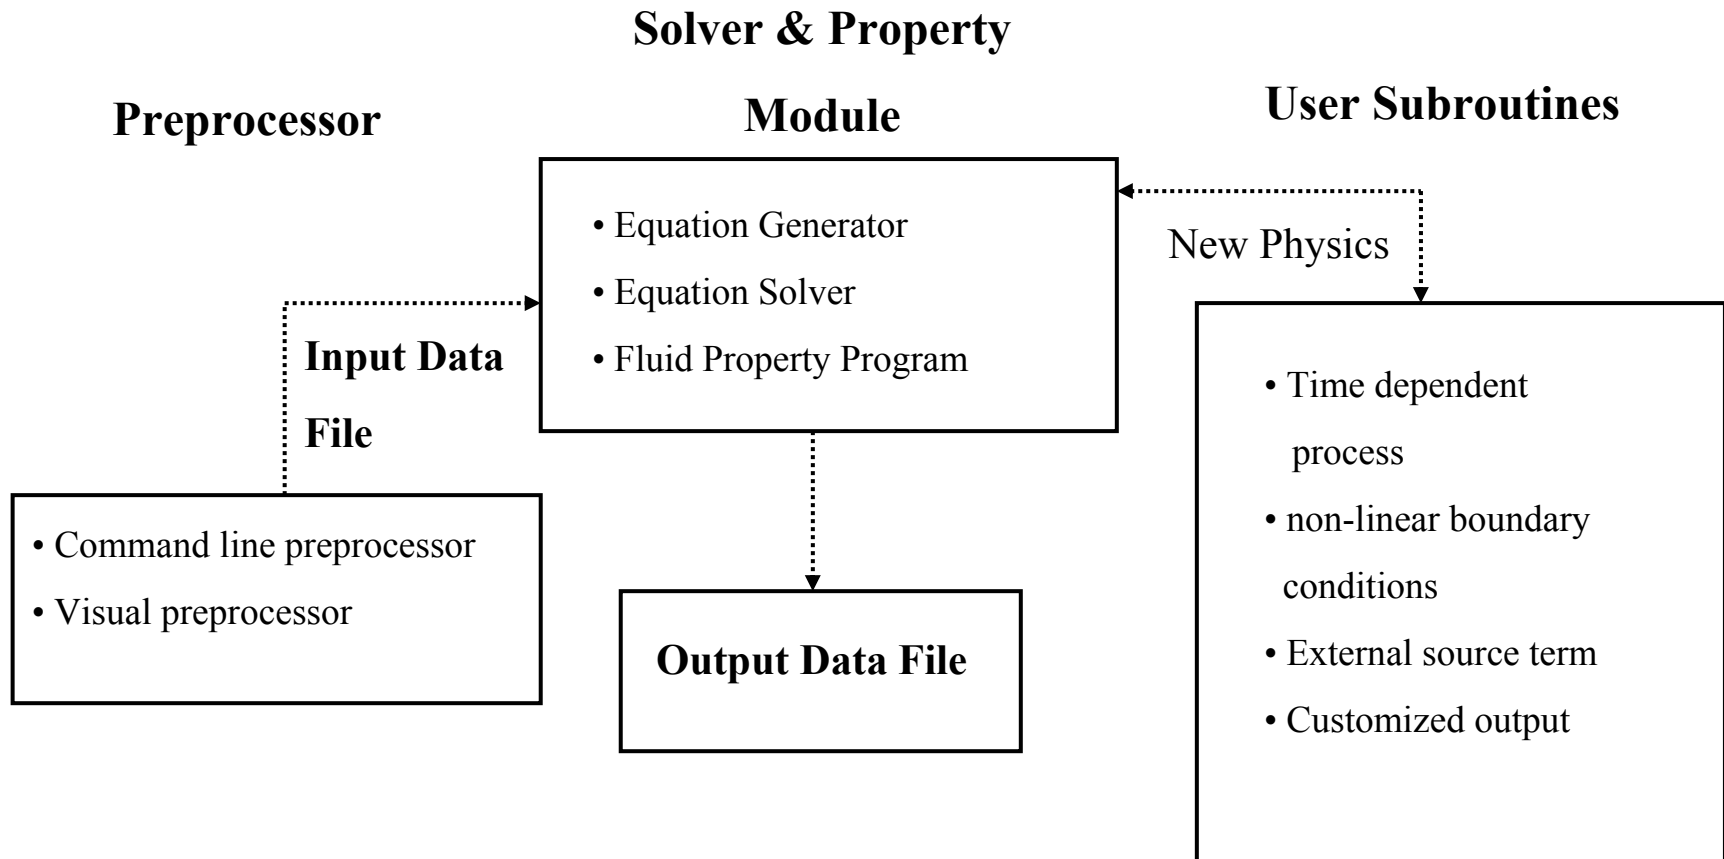 Solver & Property
Module
Preprocessor
User Subroutines
• Equation Generator
• Equation Solver
• Fluid Property Program
New Physics
Input Data
File
• Time dependent
process
• non-linear boundary
conditions
• External source term
• Customized output
• Command line preprocessor
• Visual preprocessor
Output Data File